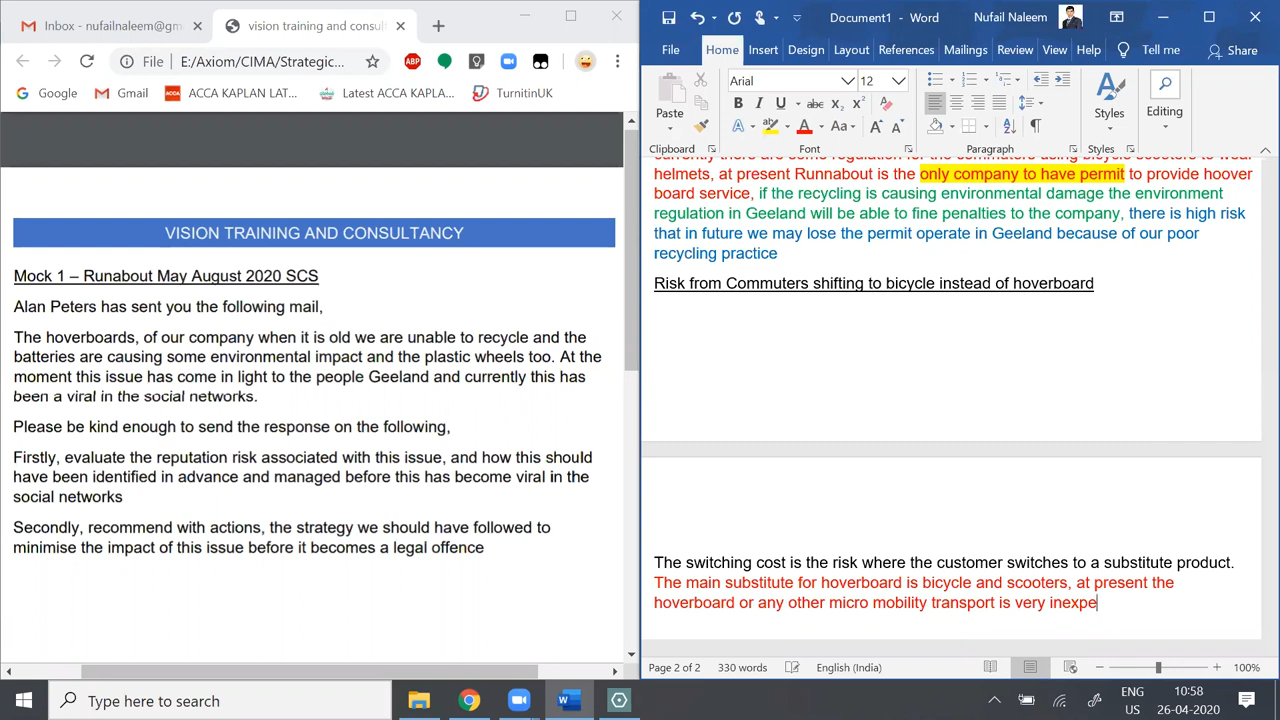 Inbox - nufailnaleem@gm
vision training and consult
File
E:/Axiom/CIMA/Strategic...
ABP
Google
Gmail
ACCA KAPLAN LAT...
Latest ACCA KAPLA...
TurnitinUK
VISION TRAINING AND CONSULTANCY
Mock 1 – Runabout May August 2020 SCS
Alan Peters has sent you the following mail,
The hoverboards, of our company when it is old we are unable to recycle and the
batteries are causing some environmental impact and the plastic wheels too. At the
moment this issue has come in light to the people Geeland and currently this has
been a viral in the social networks.
Please be kind enough to send the response on the following,
Firstly, evaluate the reputation risk associated with this issue, and how this should
have been identified in advance and managed before this has become viral in the
social networks
Secondly, recommend with actions, the strategy we should have followed to
minimise the impact of this issue before it becomes a legal offence
Document1 - Word
Nufail Naleem
File
Home
Insert
Design
Layout
References
Mailings
Review
View
Help
Tell me
Share
Paste
Clipboard
Arial
12
Font
Paragraph
Styles
Styles
Editing
currently there are some regulation for the commuters using bicycle scooters to wear
helmets, at present Runnabout is the only company to have permit to provide hoover
board service, if the recycling is causing environmental damage the environment
regulation in Geeland will be able to fine penalties to the company, there is high risk
that in future we may lose the permit operate in Geeland because of our poor
recycling practice
Risk from Commuters shifting to bicycle instead of hoverboard
The switching cost is the risk where the customer switches to a substitute product.
The main substitute for hoverboard is bicycle and scooters, at present the
hoverboard or any other micro mobility transport is very inexpe
Page 2 of 2
330 words
English (India)
100%
Type here to search
ENG
US
10:58
26-04-2020